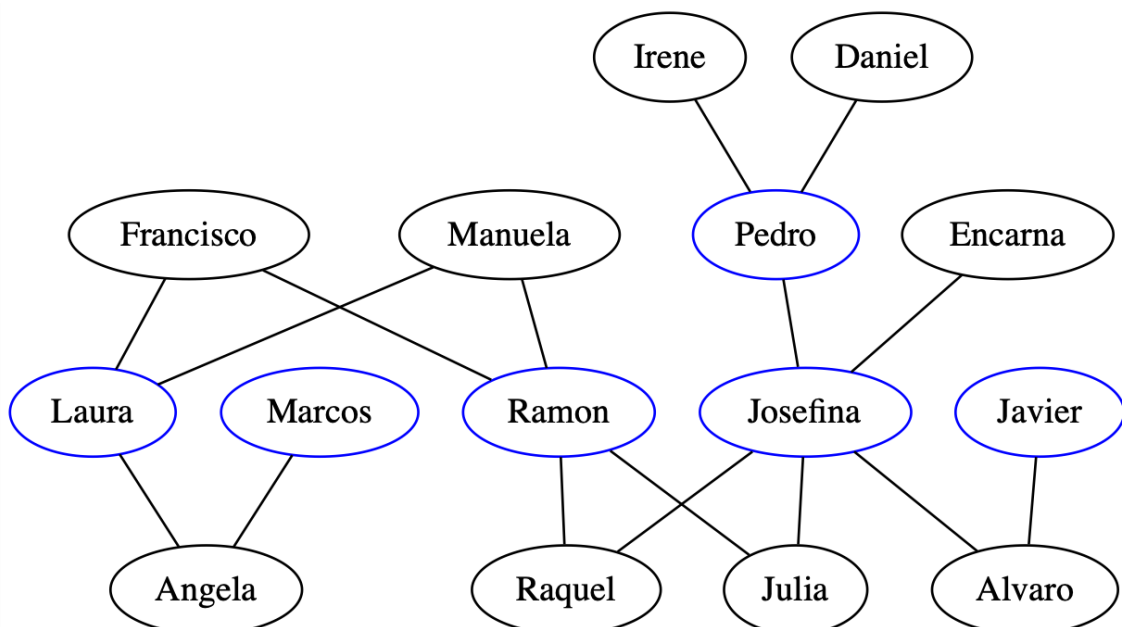 Irene
Daniel
Francisco
Manuela
Pedro
Encarna
Laura
Marcos
Ramon
Josefina
Javier
Angela
Raquel
Julia
Alvaro